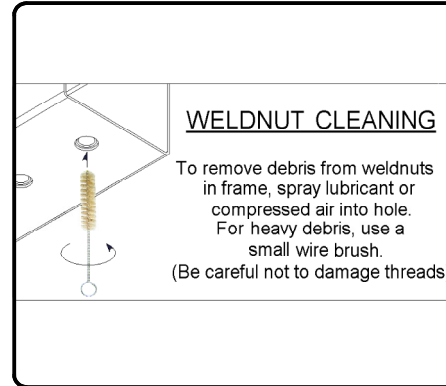 WELDNUT CLEANING
To remove debris from weldnuts
in frame, spray lubricant or
compressed air into hole.
For heavy debris, use a
small wire brush.
(Be careful not to damage threads